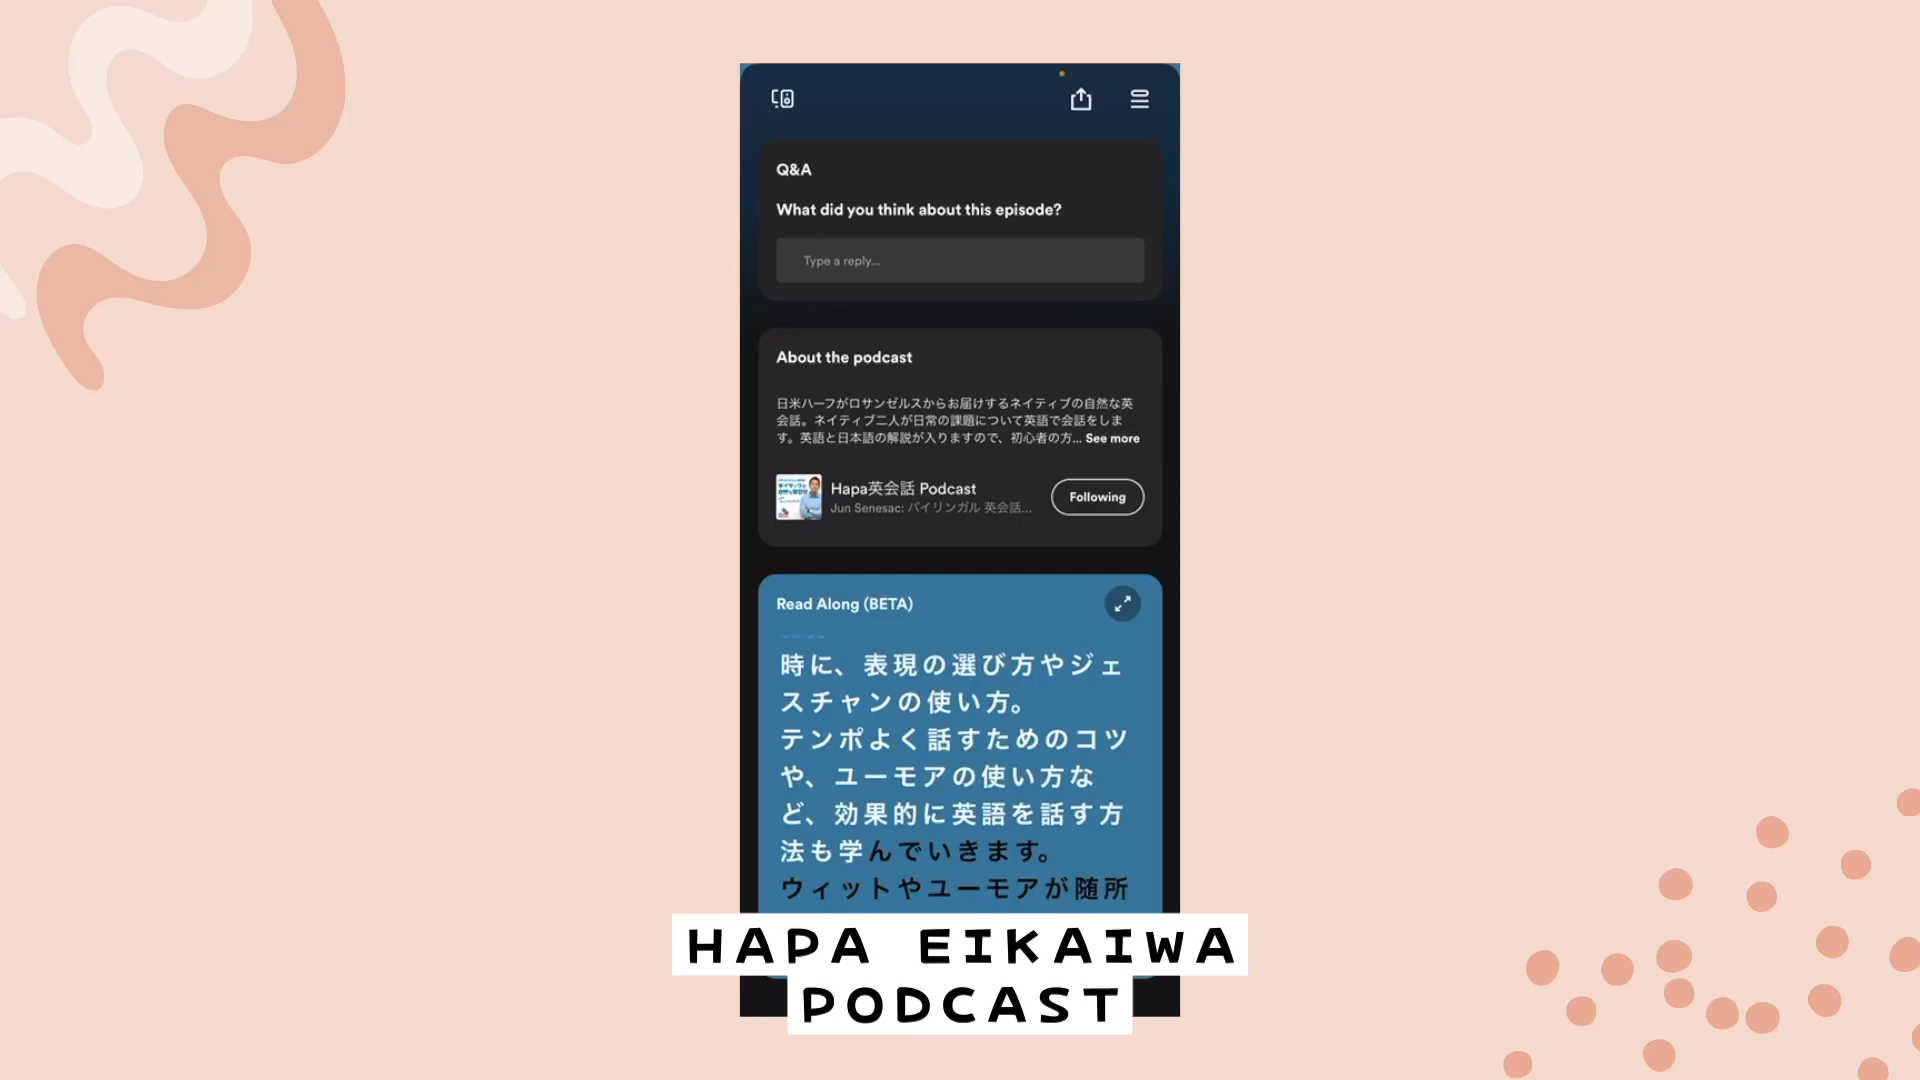 Q&A
What did you think about this episode?
Type a reply...
About the podcast
日米ハーフがロサンゼルスからお届けするネイティブの自然な英
会話。ネイティブ二人が日常の課題について英語で会話をしま
す。英語と日本語の解説が入りますので、初心者の方... See more
Hapa英会話 Podcast
Jun Senesac: バイリンガル 英会話...
Following
Read Along (BETA)
時に、表現の選び方やジェ
スチャンの使い方。
テンポよく話すためのコツ
や、ユーモアの使い方な
ど、効果的に英語を話す方
法も学んでいきます。
ウィットやユーモアが随所
HAPA EIKAIWA
PODCAST